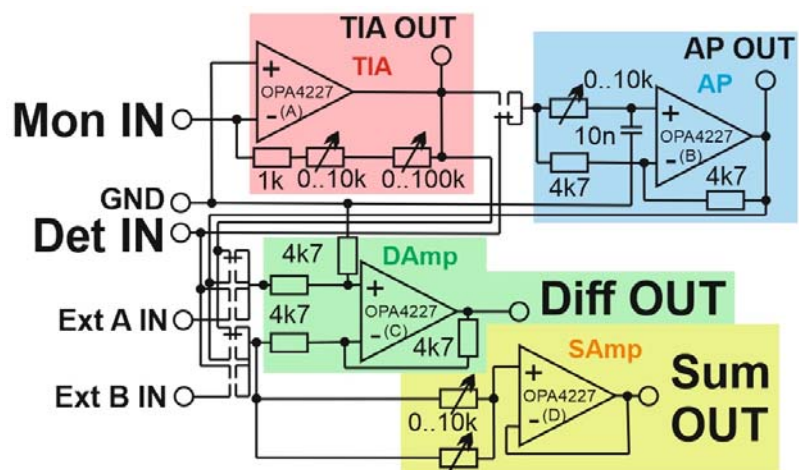 TIA OUT
TIA
+
OPA4227
(A)
-
Mon IN
1k
0..10k
0..100k
AP OUT
AP
0..10k
+
10n
OPA4227
(B)
-
4k7
4k7
GND
Det IN
DAmp
4k7
+
OPA4227
(C)
-
4k7
4k7
Diff OUT
Ext A IN
Ext B IN
SAmp
+
OPA4227
(D)
-
0..10k
Sum
OUT